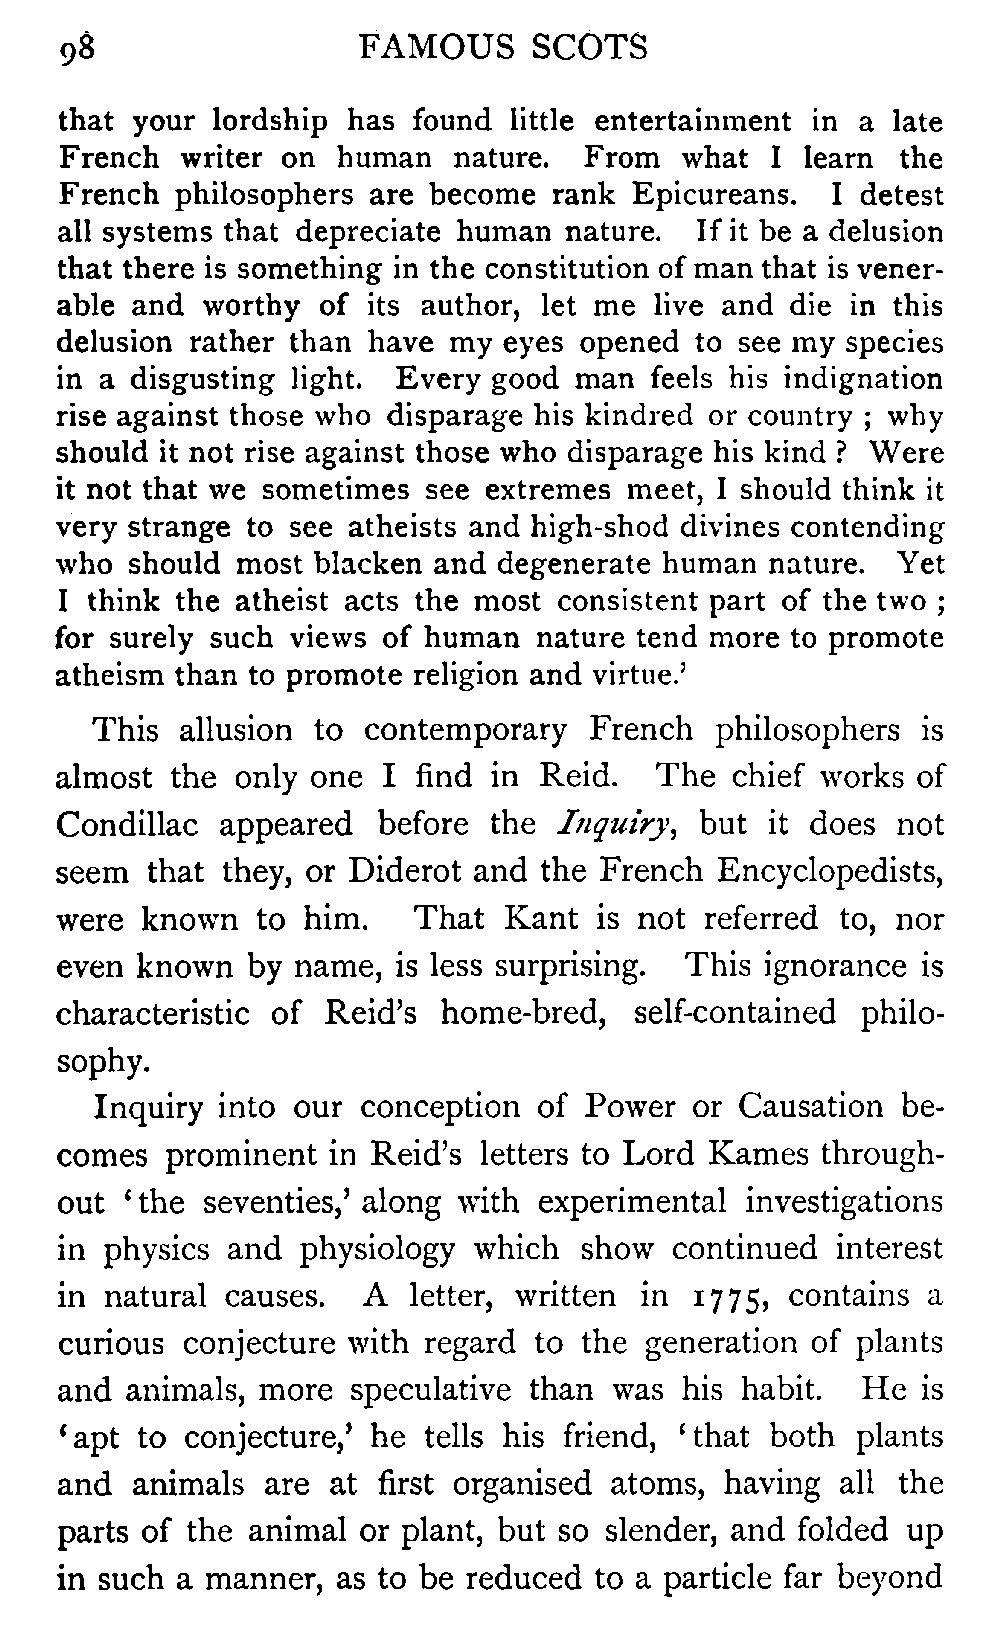 98 FAMOUS SCOTS
that your lordship has found little entertainment in a late
French writer on human nature. From what I learn the
French philosophers are become rank Epicureans. I detest
all systems that depreciate human nature. If it be a delusion
that there is something in the constitution of man that is vener-
able and worthy of its author, let me live and die in this
delusion rather than have my eyes opened to see my species
in a disgusting light. Every good man feels his indignation
rise against those who disparage his kindred or country ; why
should it not rise against those who disparage his kind ? Were
it not that we sometimes see extremes meet, I should think it
very strange to see atheists and high-shod divines contending
who should most blacken and degenerate human nature. Yet
I think the atheist acts the most consistent part of the two ;
for surely such views of human nature tend more to promote
atheism than to promote religion and virtue.’
This allusion to contemporary French philosophers is
almost the only one I find in Reid. The chief works of
Condillac appeared before the Inquiry, but it does not
seem that they, or Diderot and the French Encyclopedists,
were known to him. That Kant is not referred to, nor
even known by name, is less surprising. This ignorance is
characteristic of Reid’s home-bred, self-contained philo-
sophy.
Inquiry into our conception of Power or Causation be-
comes prominent in Reid’s letters to Lord Kames through-
out ‘the seventies,’ along with experimental investigations
in physics and physiology which show continued interest
in natural causes. A letter, written in 1775, contains a
curious conjecture with regard to the generation of plants
and animals, more speculative than was his habit. He is
‘apt to conjecture,’ he tells his friend, ‘that both plants
and animals are at first organised atoms, having all the
parts of the animal or plant, but so slender, and folded up
in such a manner, as to be reduced to a particle far beyond